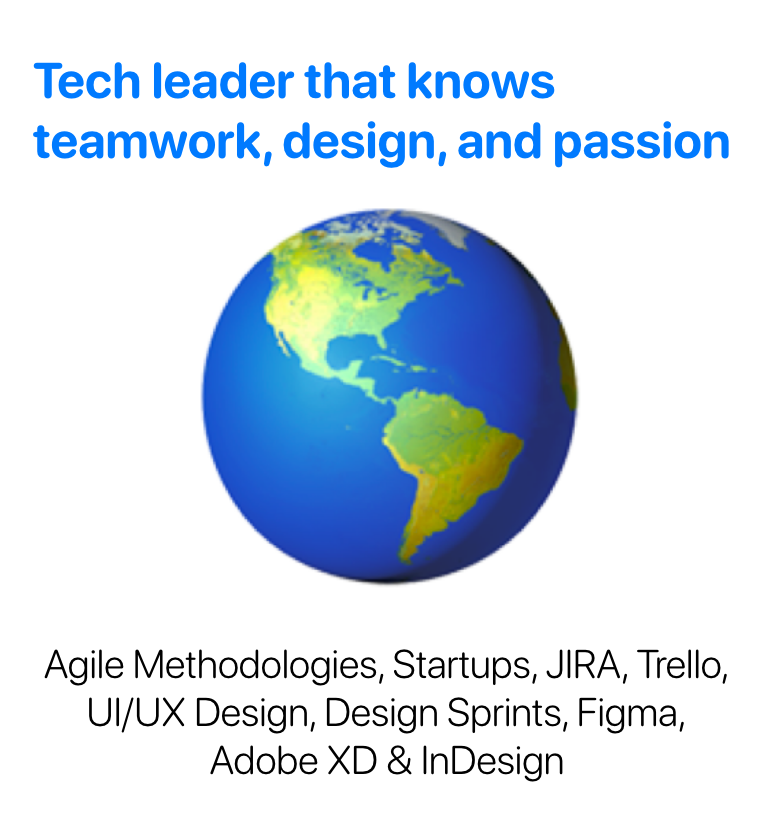 Tech leader that knows
teamwork, design, and passion
Agile Methodologies, Startups, JIRA, Trello,
UI/UX Design, Design Sprints, Figma,
Adobe XD & InDesign